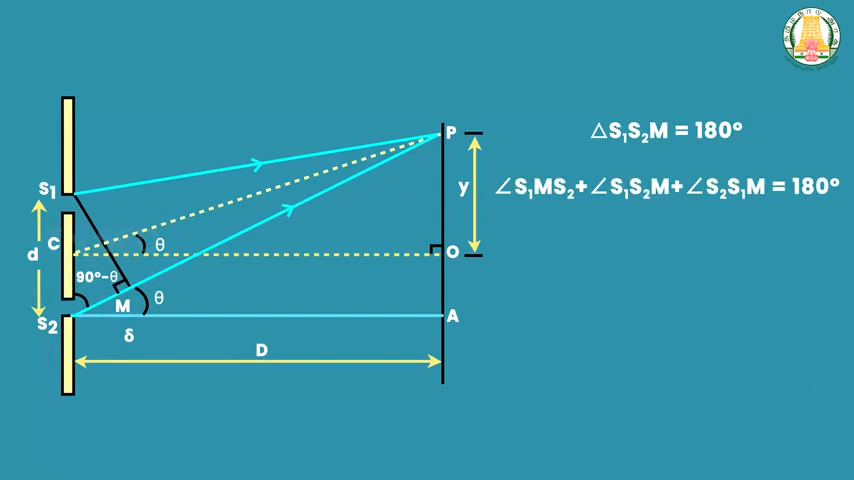 △S₁S₂M = 180°
∠S₁MS₂+∠S₁S₂M+∠S₂S₁M = 180°
P
S₁
y
C
θ
O
d
90°-θ
M
θ
S₂
A
δ
D